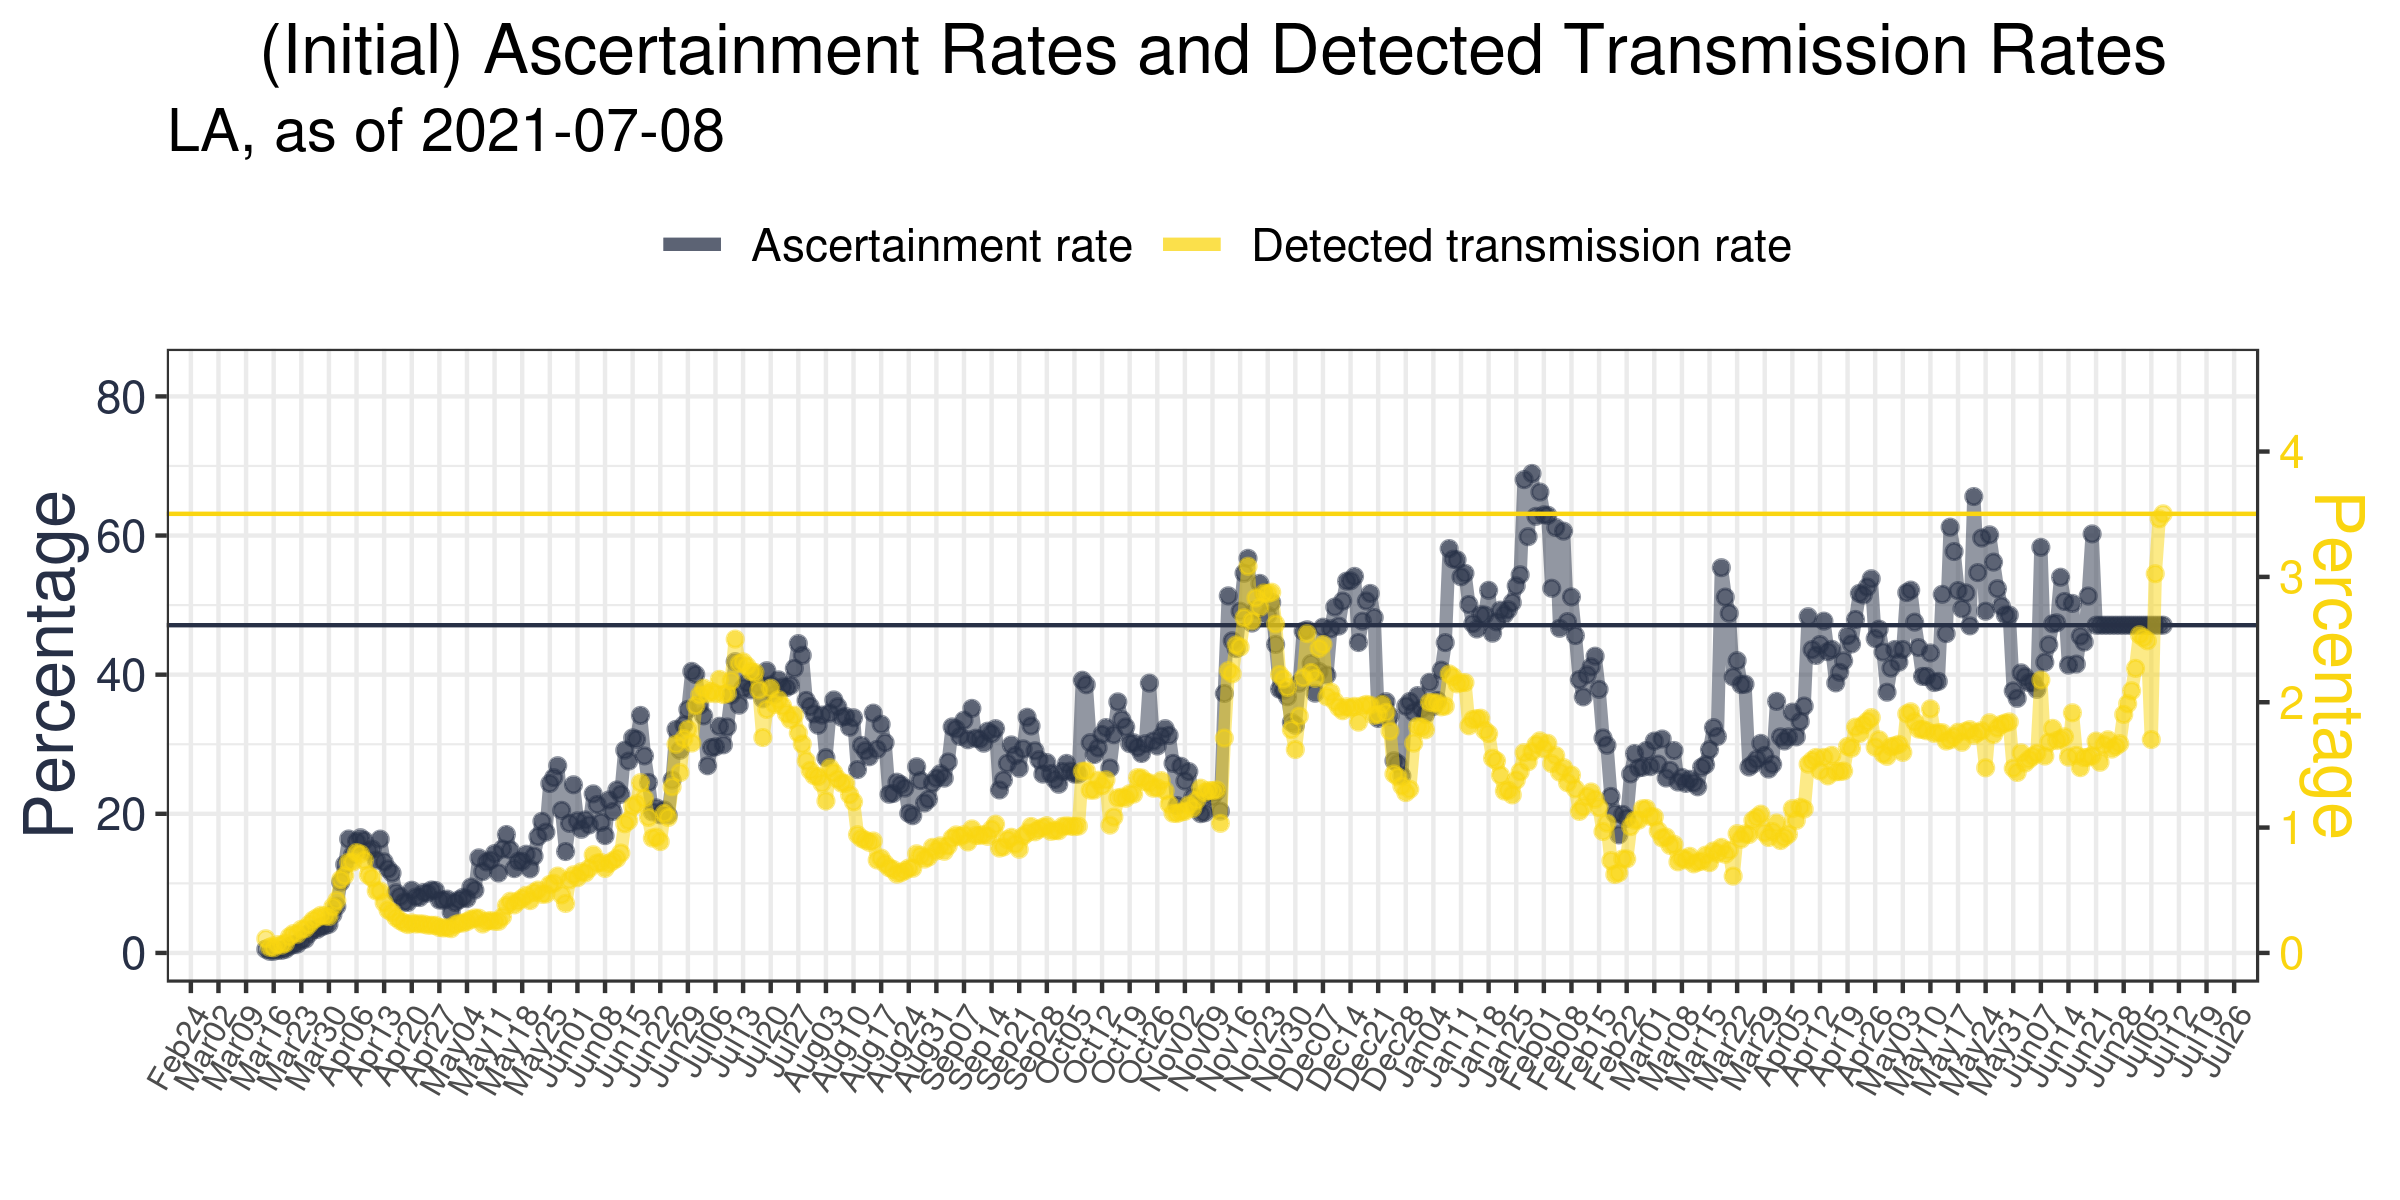 (Initial) Ascertainment Rates and Detected Transmission Rates
LA, as of 2021-07-08
Ascertainment rate
Detected transmission rate
Percentage
80
60
40
20
0
4
3
2
1
0
Percentage
Feb24
Mar02
Mar09
Mar16
Mar23
Mar30
Apr06
Apr13
Apr20
Apr27
May04
May11
May18
May25
Jun01
Jun08
Jun15
Jun22
Jun29
Jul06
Jul13
Jul20
Jul27
Aug03
Aug10
Aug17
Aug24
Aug31
Sep07
Sep14
Sep21
Sep28
Oct05
Oct12
Oct19
Oct26
Nov02
Nov09
Nov16
Nov23
Nov30
Dec07
Dec14
Dec21
Dec28
Jan04
Jan11
Jan18
Jan25
Feb01
Feb08
Feb15
Feb22
Mar01
Mar08
Mar15
Mar22
Mar29
Apr05
Apr12
Apr19
Apr26
May03
May10
May17
May24
May31
Jun07
Jun14
Jun21
Jun28
Jul05
Jul12
Jul19
Jul26